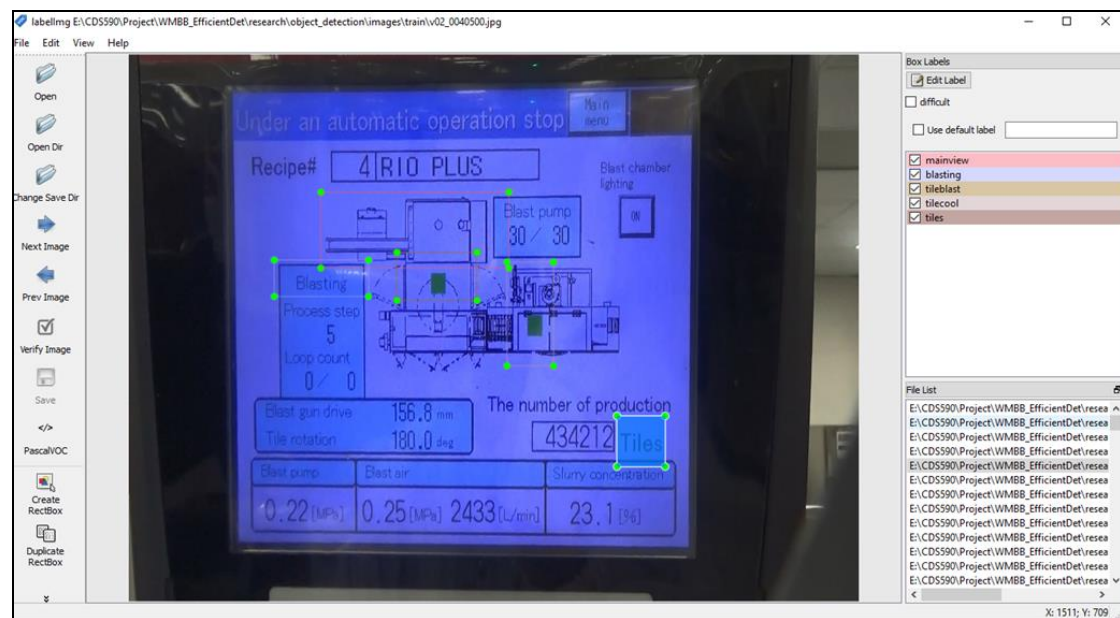 labelImg E:\CDS590\Project\WMBB_EfficientDet\research\object_detection\images\train\v02_0040500.jpg
File Edit View Help
Open
Open Dir
Change Save Dir
Next Image
Prev Image
Verify Image
Save
</>
PascalVOC
Create
RectBox
Duplicate
RectBox
Under an automatic operation stop
Main
menu
Recipe# 4 RIO PLUS
Blast chamber
lighting
ON
Blast pump
30 / 30
Blasting
Process step
5
Loop count
0 / 0
Blast gun drive 156.8 mm
Tile rotation 180.0 deg
The number of production
434212 Tiles
Blast pump Blast air Slurry concentration
0.22 [MPa] 0.25 [MPa] 2433 [L/min] 23.1 [%]
Box Labels
Edit Label
difficult
Use default label
mainview
blasting
tileblast
tilecool
tiles
File List
E:\CDS590\Project\WMBB_EfficientDet\resea
E:\CDS590\Project\WMBB_EfficientDet\resea
E:\CDS590\Project\WMBB_EfficientDet\resea
E:\CDS590\Project\WMBB_EfficientDet\resea
E:\CDS590\Project\WMBB_EfficientDet\resea
E:\CDS590\Project\WMBB_EfficientDet\resea
E:\CDS590\Project\WMBB_EfficientDet\resea
E:\CDS590\Project\WMBB_EfficientDet\resea
E:\CDS590\Project\WMBB_EfficientDet\resea
E:\CDS590\Project\WMBB_EfficientDet\resea
E:\CDS590\Project\WMBB_EfficientDet\resea
E:\CDS590\Project\WMBB_EfficientDet\resea
E:\CDS590\Project\WMBB_EfficientDet\resea
X: 1511; Y: 709